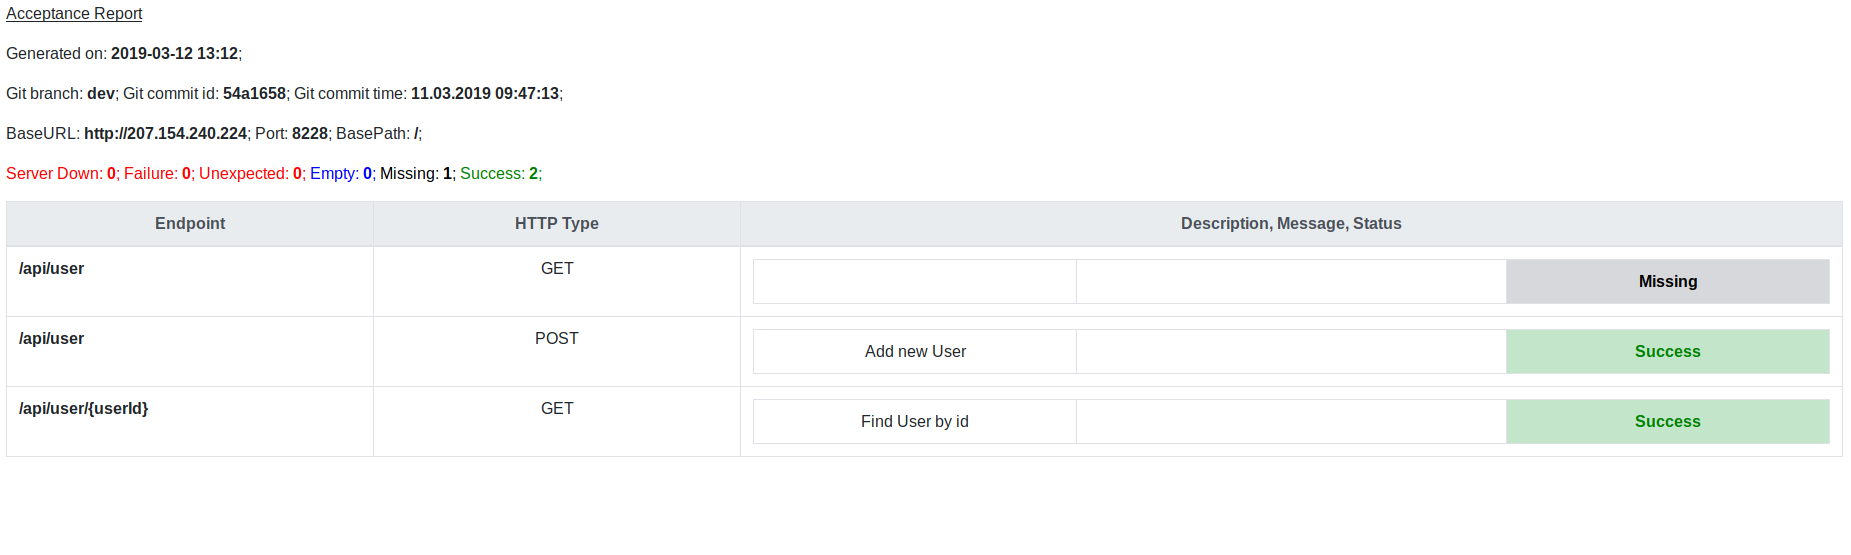 Acceptance Report
Generated on: 2019-03-12 13:12;
Git branch: dev; Git commit id: 54a1658; Git commit time: 11.03.2019 09:47:13;
BaseURL: http://207.154.240.224; Port: 8228; BasePath: /;
Server Down: 0; Failure: 0; Unexpected: 0; Empty: 0; Missing: 1; Success: 2;
Endpoint HTTP Type Description, Message, Status
/api/user GET Missing
/api/user POST Add new User Success
/api/user/{userId} GET Find User by id Success